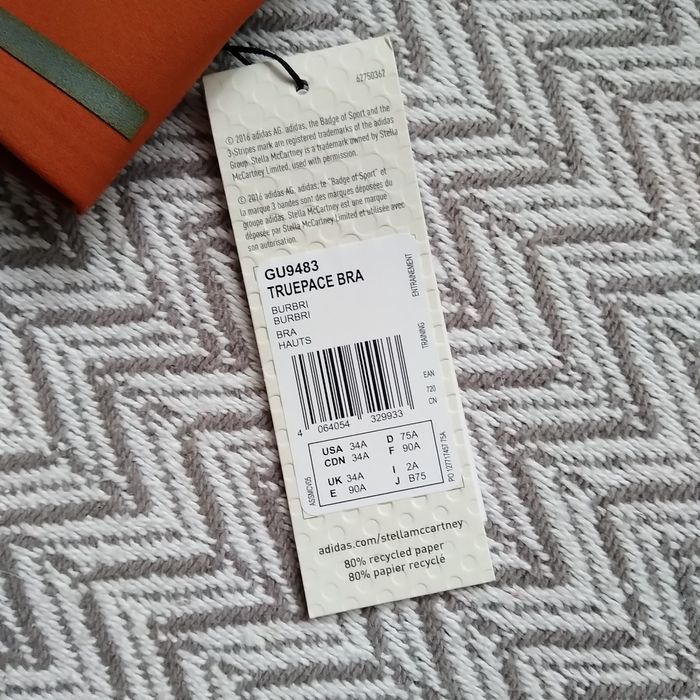 62750362
© 2016 adidas AG. adidas, the Badge of Sport and the
3-Stripes mark are registered trademarks of the adidas
Group. Stella McCartney is a trademark owned by Stella
McCartney Limited, used with permission.
© 2016 adidas AG, adidas, le "Badge of Sport" et
la marque 3 bandes sont des marques déposées du
groupe adidas. Stella McCartney est une marque
déposée par Stella McCartney Limited et utilisée avec
son autorisation.
GU9483
TRUEPACE BRA
BURBRI
BURBRI
BRA
HAUTS
ENTRAINEMENT
TRAINING
EAN
720
CN
4 064054 329933
USA 34A D 75A
CDN 34A F 90A
UK 34A I 2A
E 90A J B75
ASSMCV05
PO 0127717457 75A
adidas.com/stellamccartney
80% recycled paper
80% papier recyclé